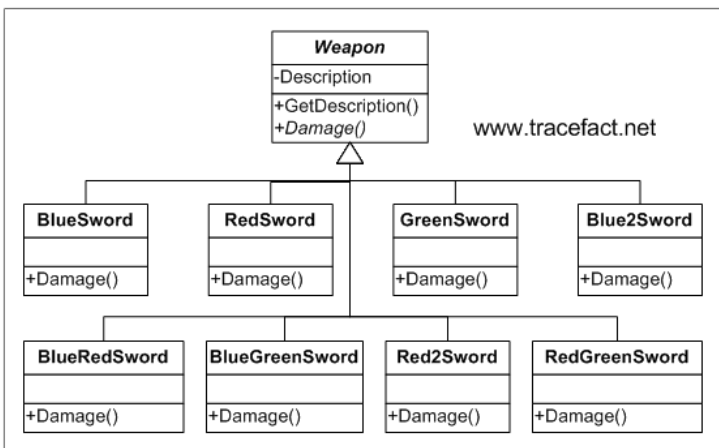 Weapon
-Description
+GetDescription()
+Damage()
www.tracefact.net
BlueSword
+Damage()
RedSword
+Damage()
GreenSword
+Damage()
Blue2Sword
+Damage()
BlueRedSword
+Damage()
BlueGreenSword
+Damage()
Red2Sword
+Damage()
RedGreenSword
+Damage()